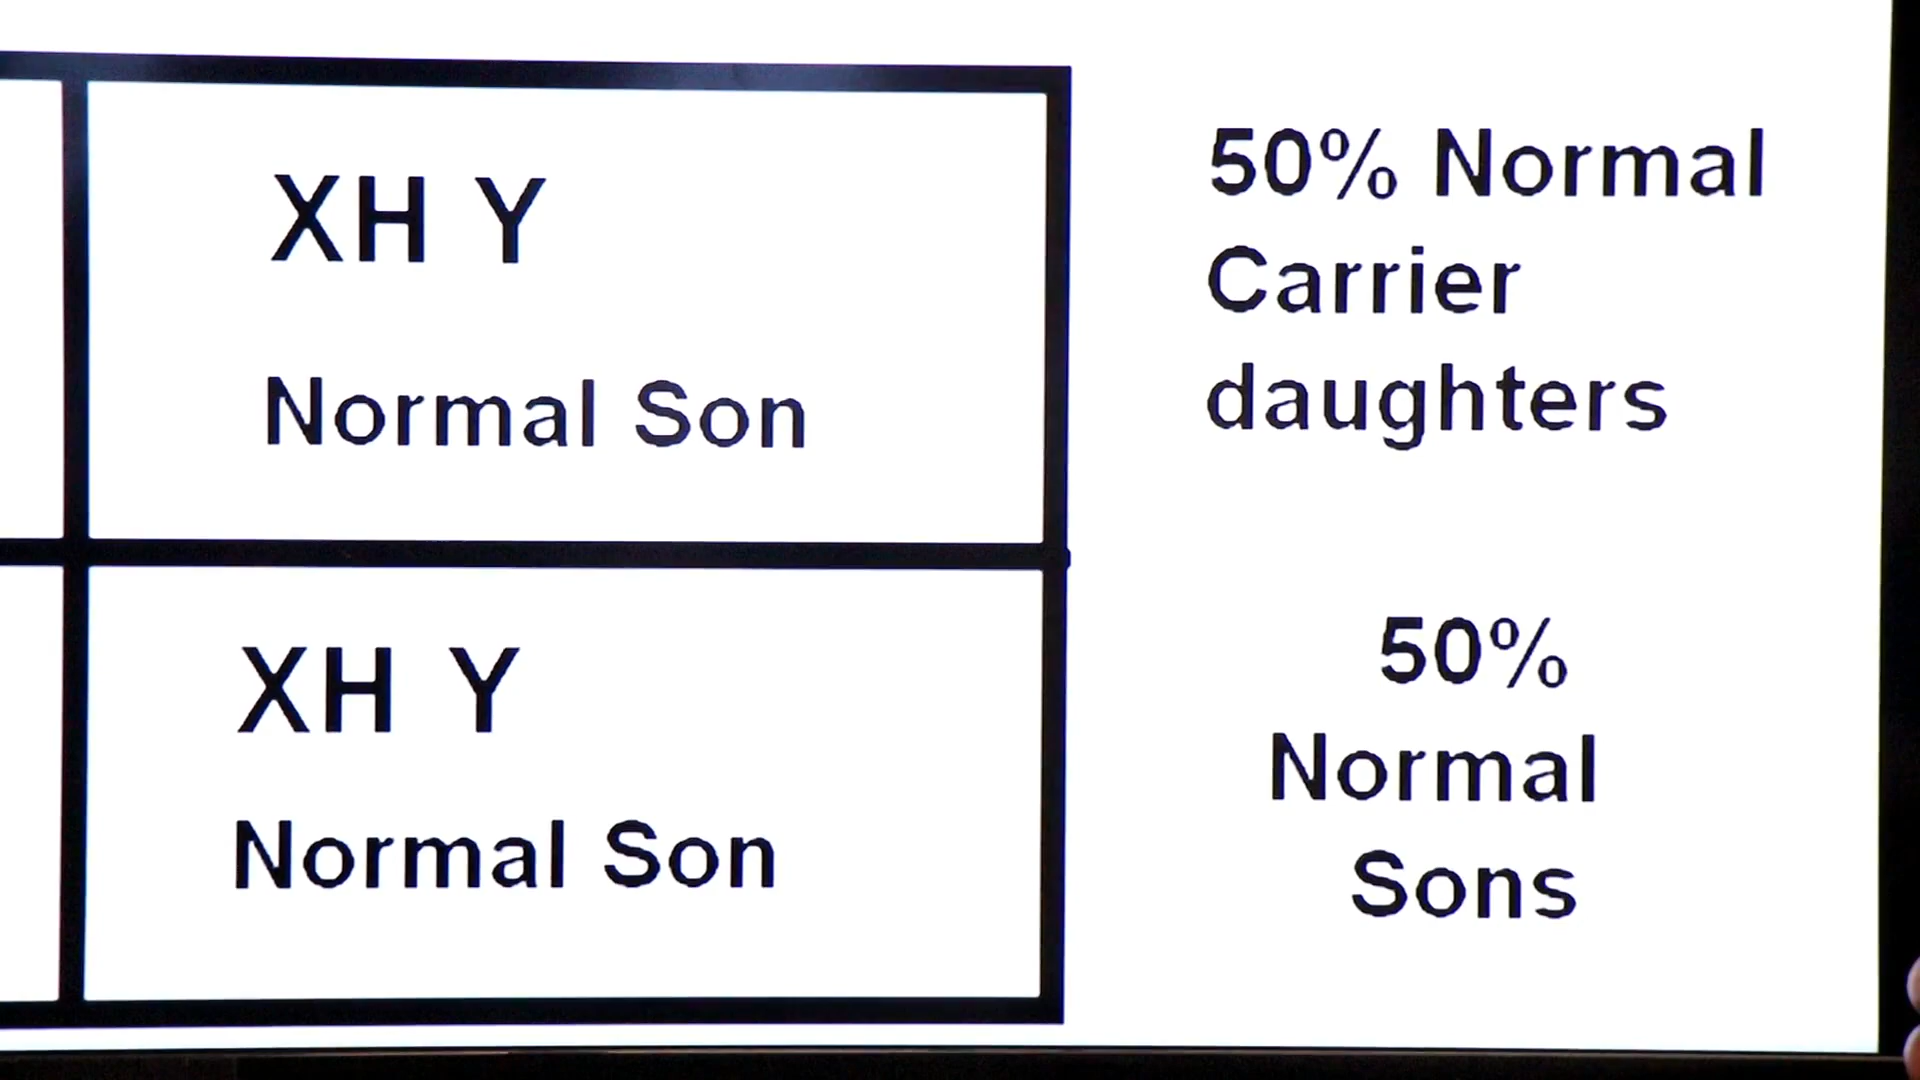 XH Y
Normal Son
XH Y
Normal Son
50% Normal
Carrier
daughters
50%
Normal
Sons